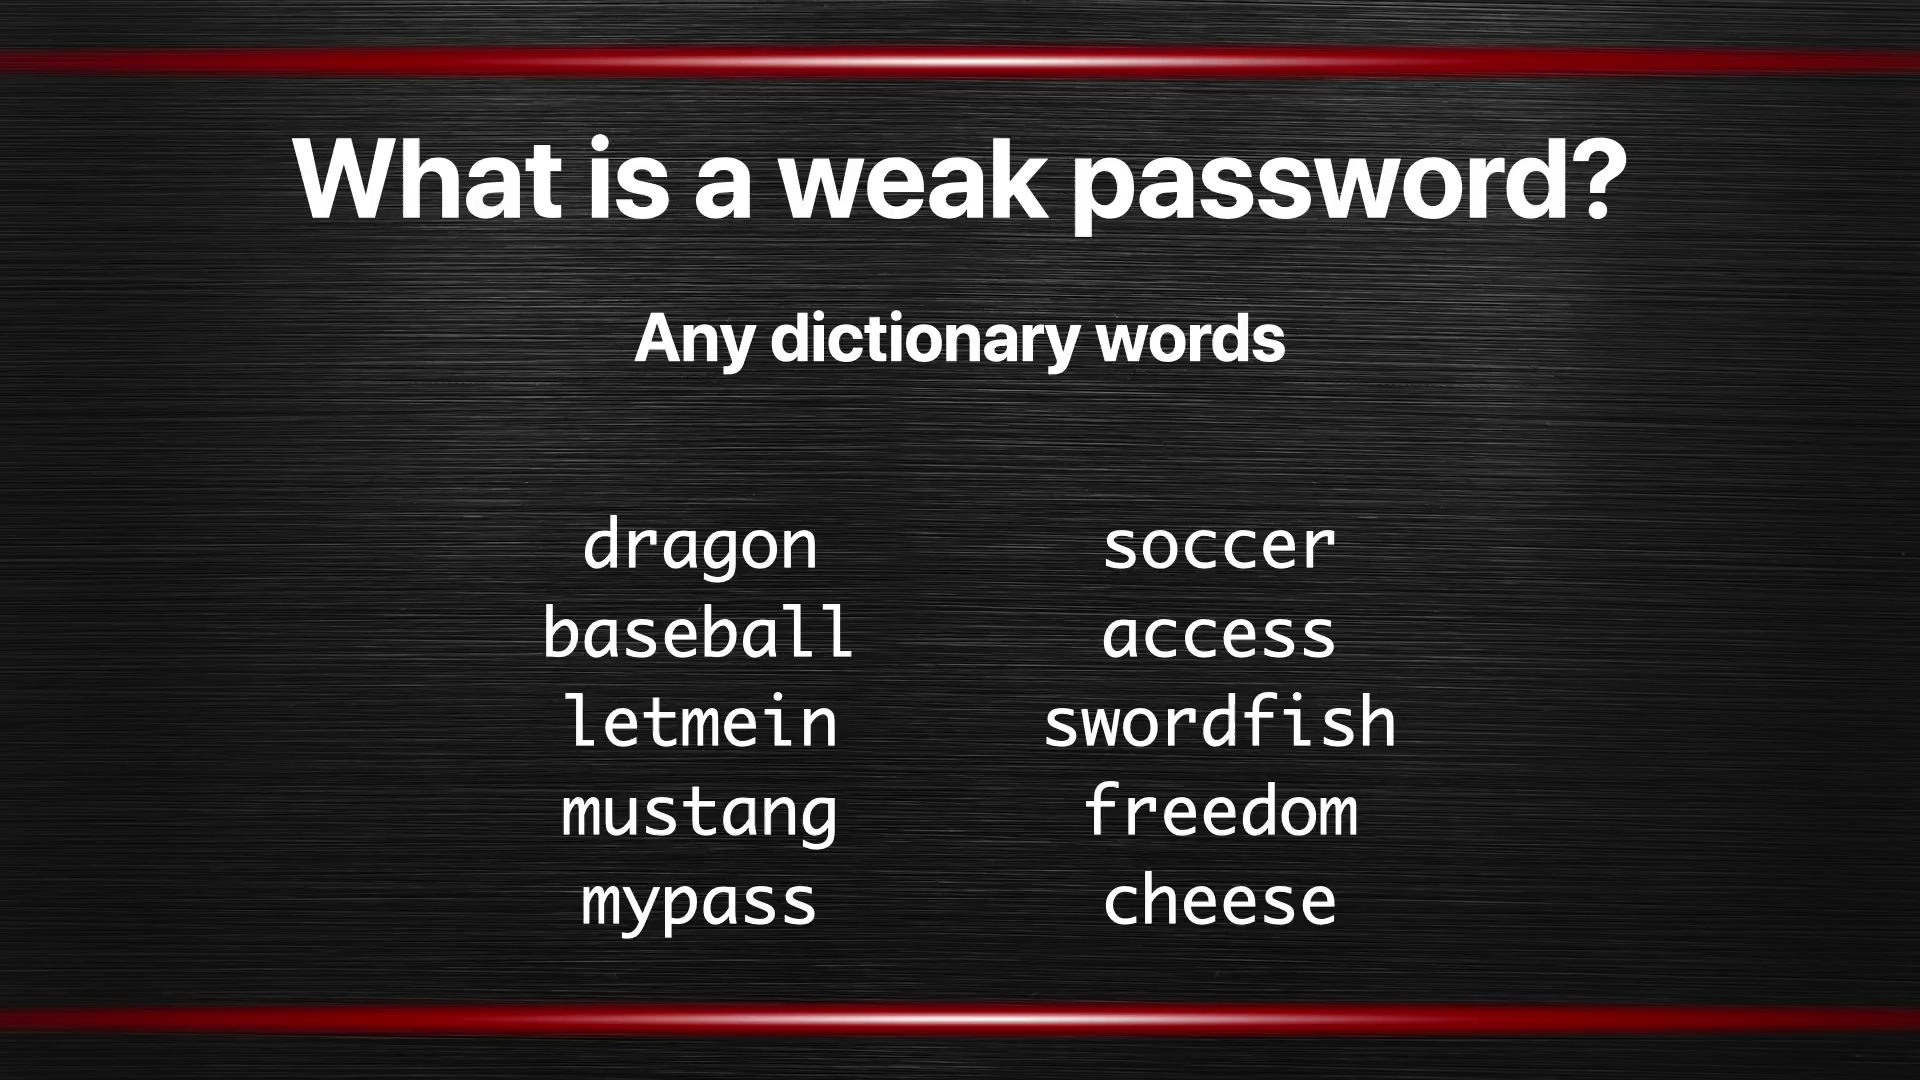 What is a weak password?
Any dictionary words
dragon
baseball
letmein
mustang
mypass
soccer
access
swordfish
freedom
cheese